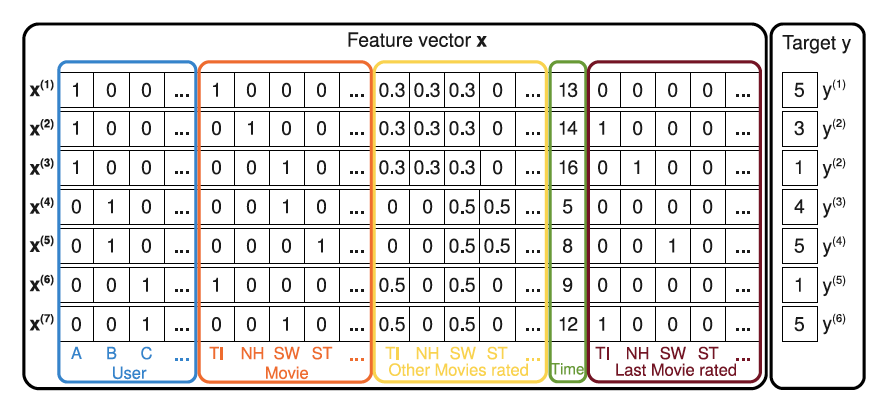 Feature vector x Target y
x(1) 1 0 0 ... 1 0 0 0 ... 0.3 0.3 0.3 0 ... 13 0 0 0 0 ... 5 y(1)
x(2) 1 0 0 ... 0 1 0 0 ... 0.3 0.3 0.3 0 ... 14 1 0 0 0 ... 3 y(2)
x(3) 1 0 0 ... 0 0 1 0 ... 0.3 0.3 0.3 0 ... 16 0 1 0 0 ... 1 y(2)
x(4) 0 1 0 ... 0 0 1 0 ... 0 0 0.5 0.5 ... 5 0 0 0 0 ... 4 y(3)
x(5) 0 1 0 ... 0 0 0 1 ... 0 0 0.5 0.5 ... 8 0 0 1 0 ... 5 y(4)
x(6) 0 0 1 ... 1 0 0 0 ... 0.5 0 0.5 0 ... 9 0 0 0 0 ... 1 y(5)
x(7) 0 0 1 ... 0 0 1 0 ... 0.5 0 0.5 0 ... 12 1 0 0 0 ... 5 y(6)
A B C ... TI NH SW ST ... TI NH SW ST ... TI NH SW ST ...
User Movie Other Movies rated Time Last Movie rated